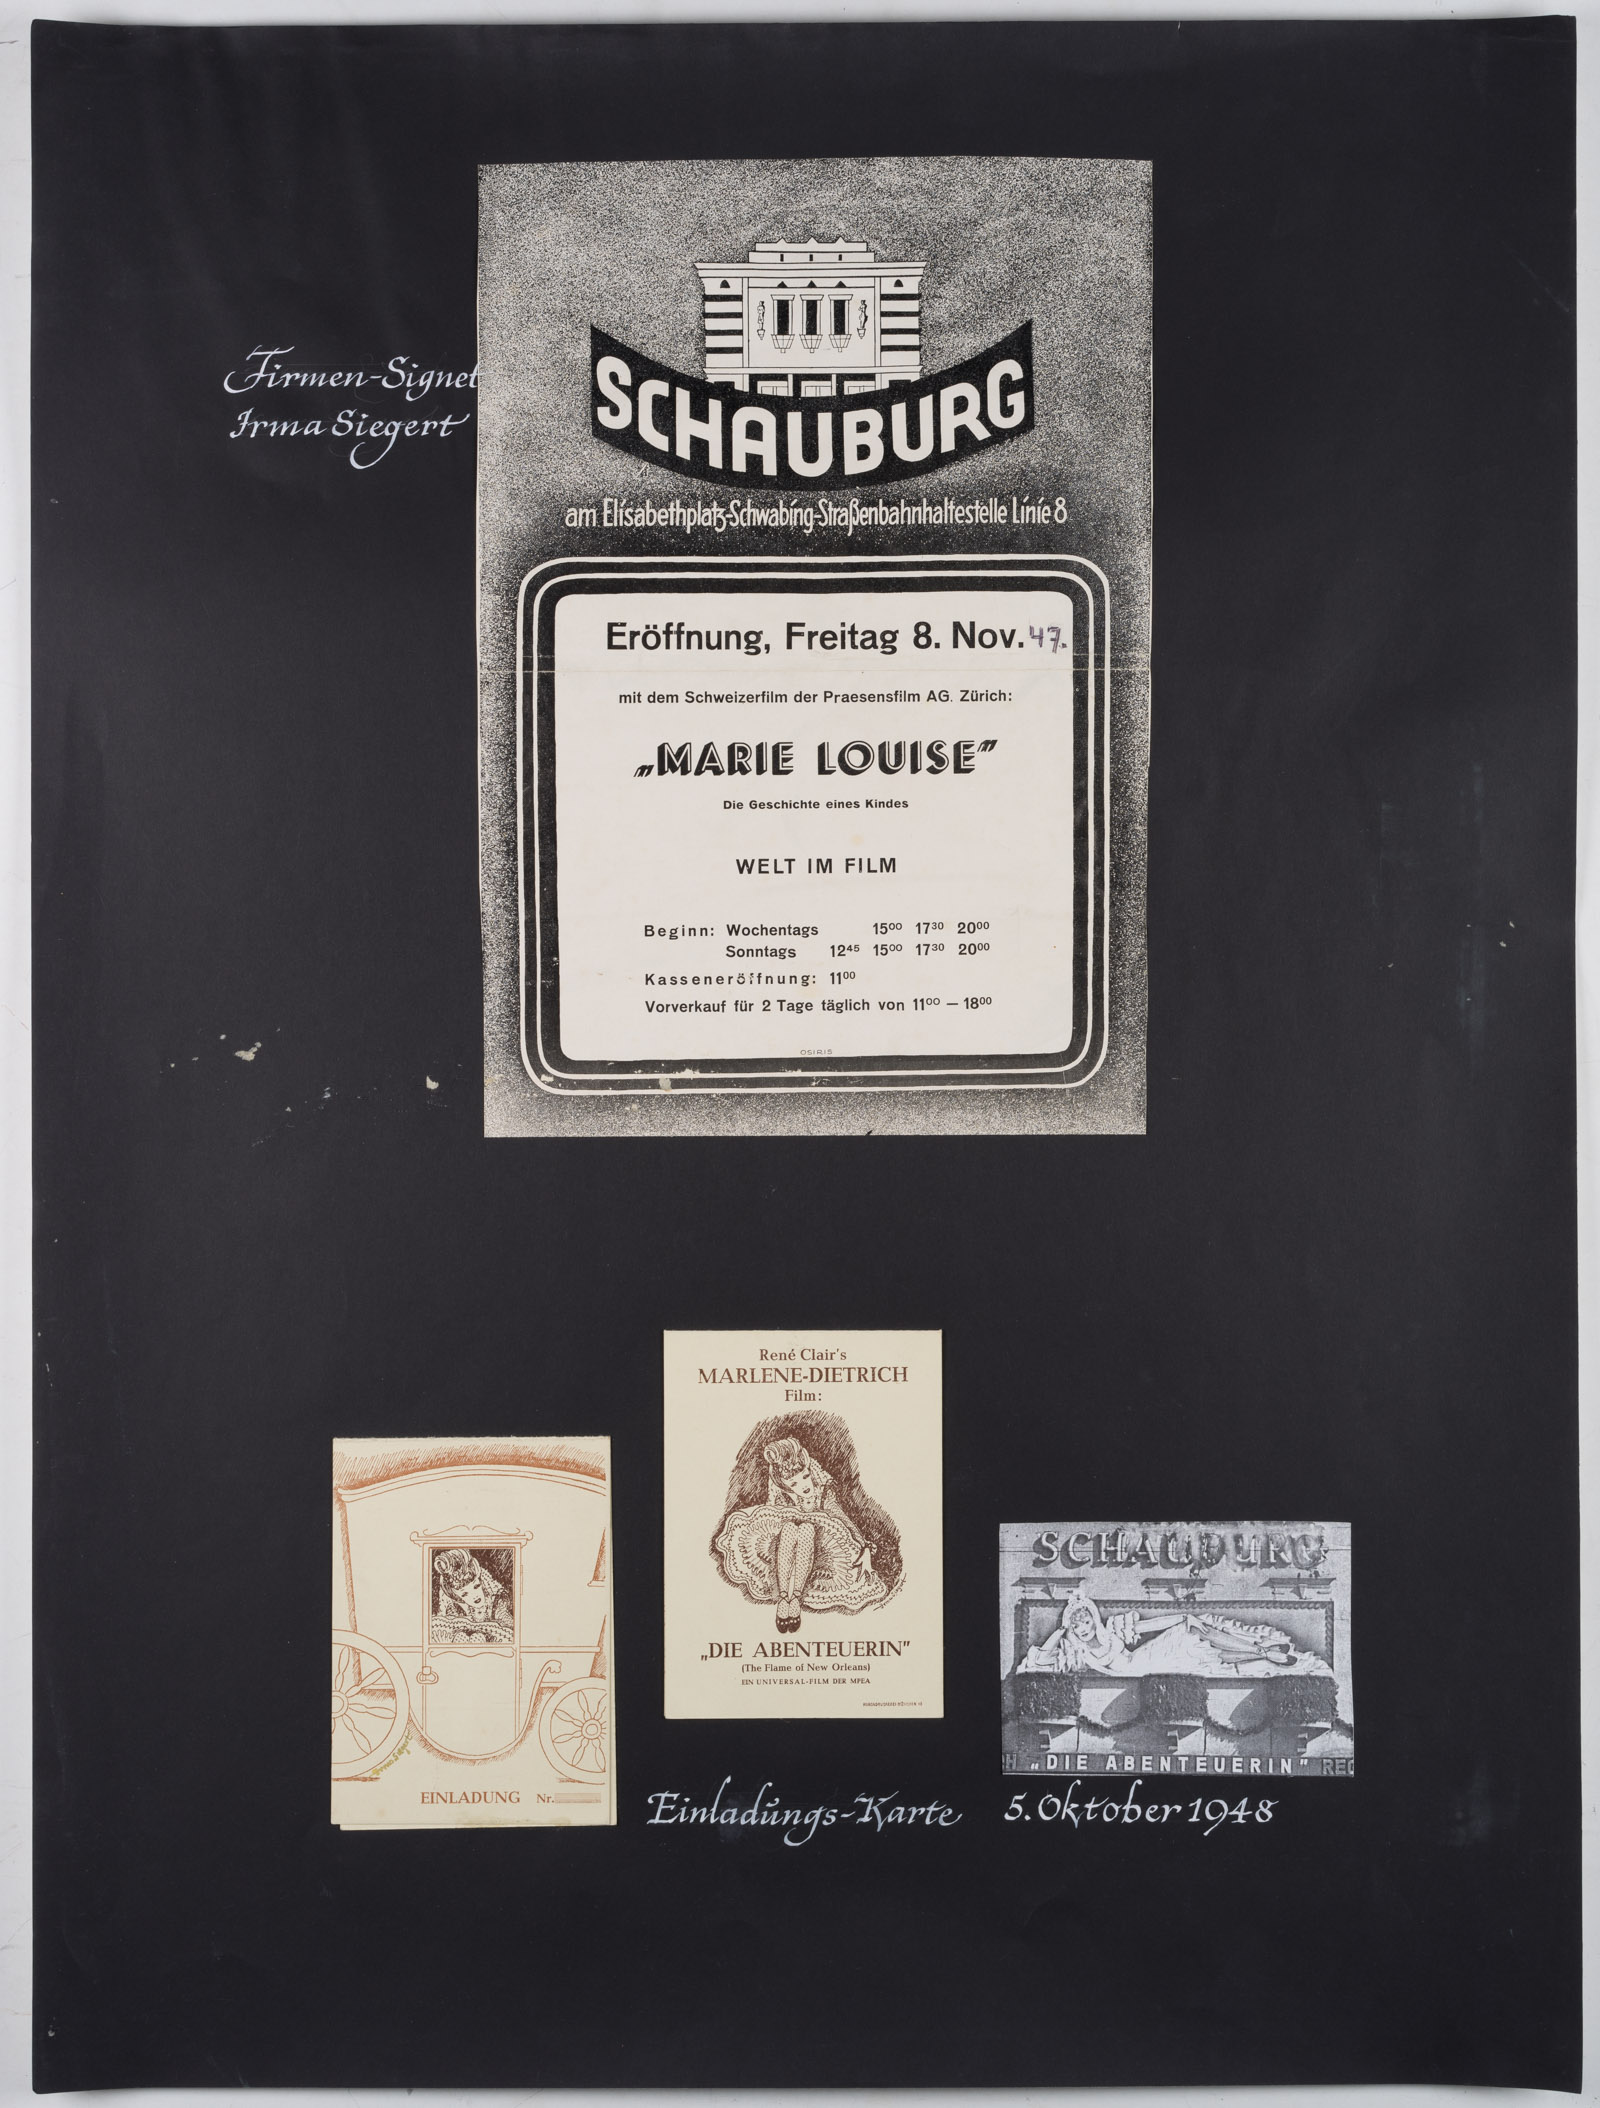 Firmen-Signet
Irma Siegert
SCHAUBURG
am Elisabethplatz-Schwabing-Straßenbahnhaltestelle Linie 8
Eröffnung, Freitag 8. Nov. 47.
mit dem Schweizerfilm der Praesensfilm AG. Zürich:
„MARIE LOUISE"
Die Geschichte eines Kindes
WELT IM FILM
Beginn: Wochentags 15⁰⁰ 17³⁰ 20⁰⁰
Sonntags 12⁴⁵ 15⁰⁰ 17³⁰ 20⁰⁰
Kasseneröffnung: 11⁰⁰
Vorverkauf für 2 Tage täglich von 11⁰⁰ — 18⁰⁰
OSIRIS
René Clair's
MARLENE-DIETRICH
Film:
„DIE ABENTEUERIN"
(The Flame of New Orleans)
EIN UNIVERSAL-FILM DER MPEA
Irma Siegert
EINLADUNG Nr.
SCHAUBURG
H „DIE ABENTEUERIN" REG
Einladungs-Karte 5. Oktober 1948